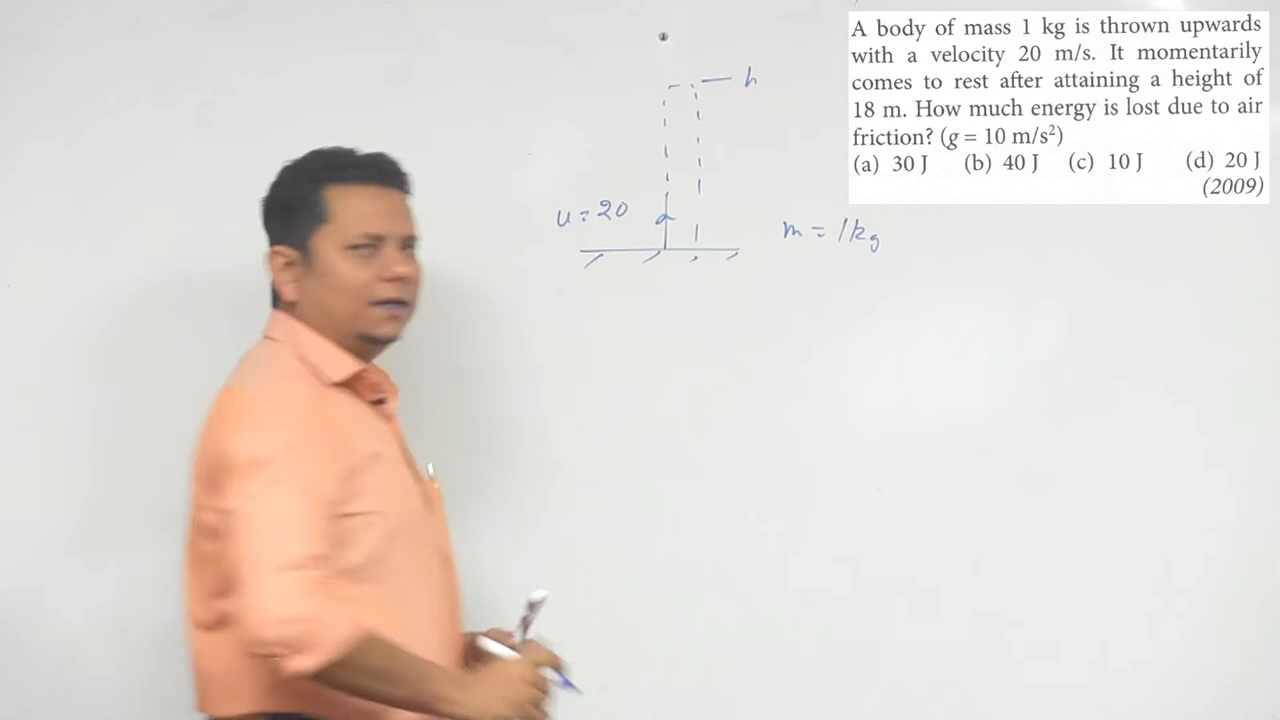 A body of mass 1 kg is thrown upwards
with a velocity 20 m/s. It momentarily
comes to rest after attaining a height of
18 m. How much energy is lost due to air
friction? (g = 10 m/s²)
(a) 30 J (b) 40 J (c) 10 J (d) 20 J
(2009)
h
u = 20
m = 1kg